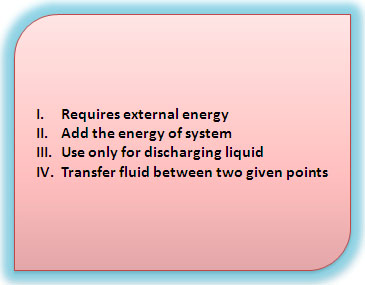 I. Requires external energy
II. Add the energy of system
III. Use only for discharging liquid
IV. Transfer fluid between two given points